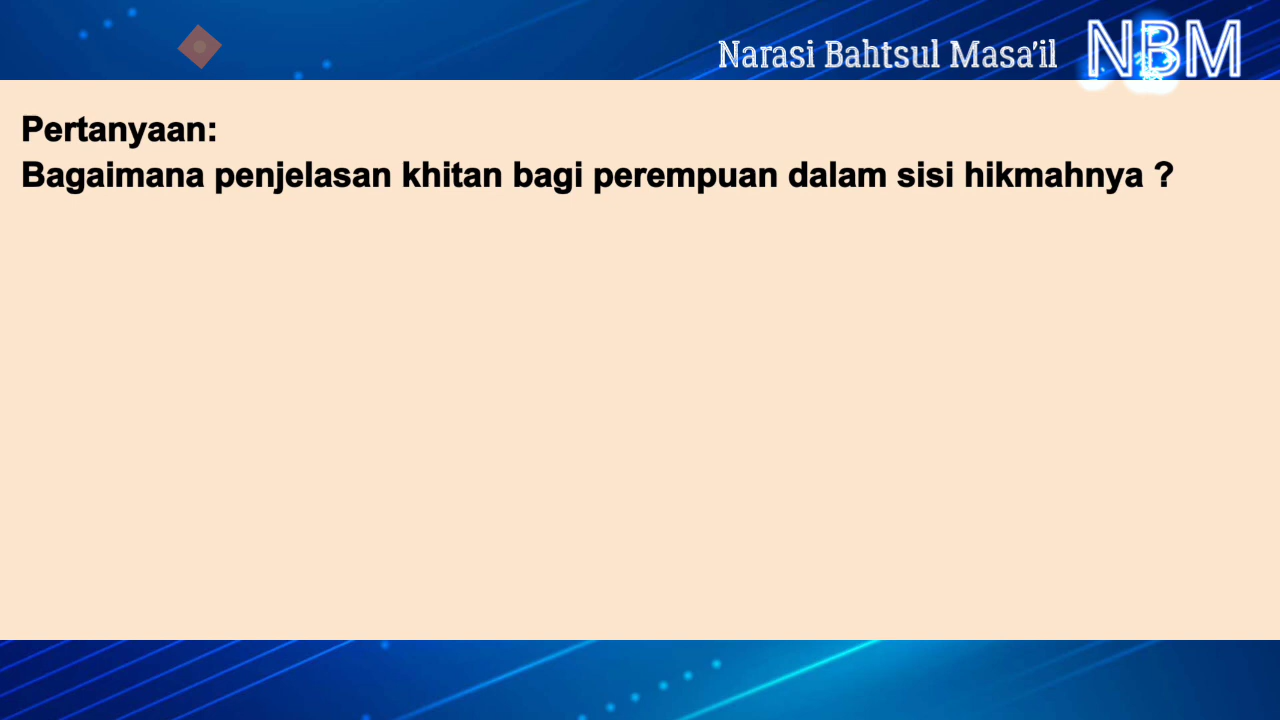 Narasi Bahtsul Masa'il NBM
Pertanyaan:
Bagaimana penjelasan khitan bagi perempuan dalam sisi hikmahnya ?